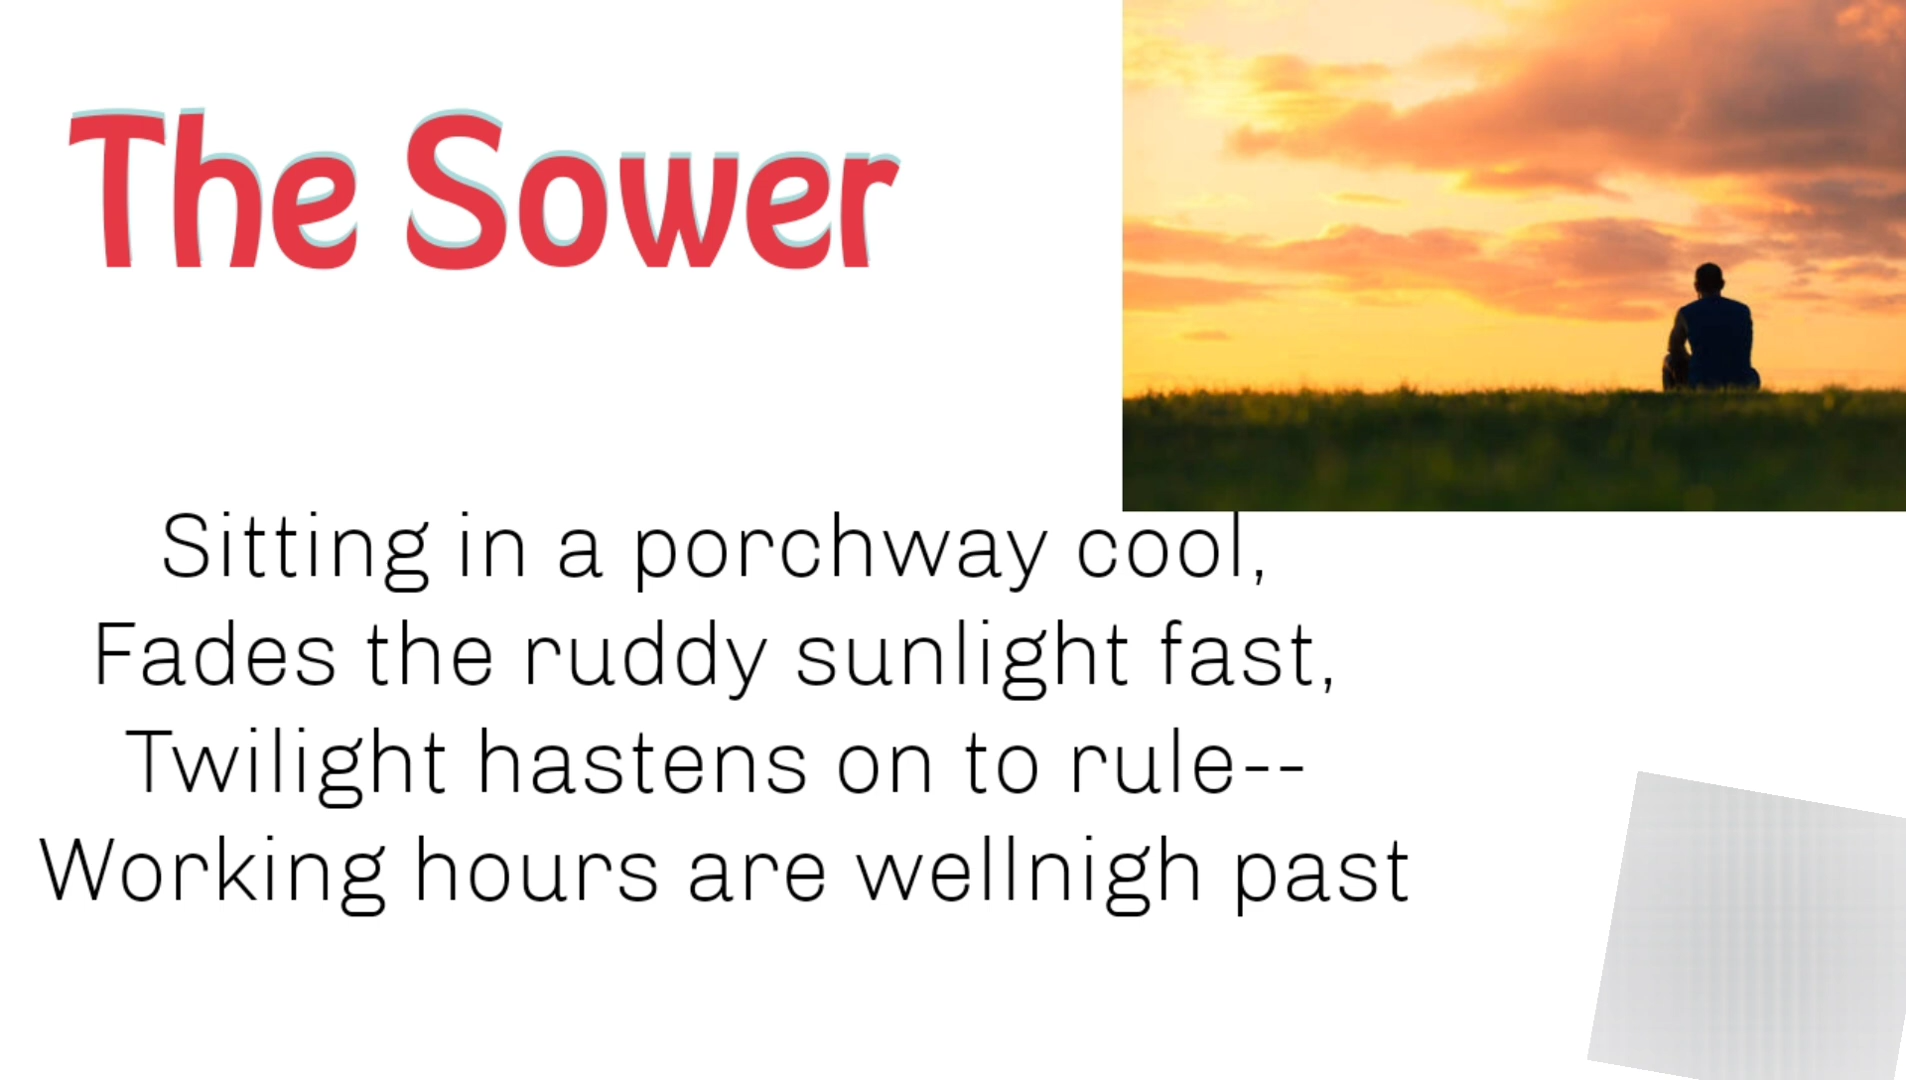 The Sower
Sitting in a porchway cool,
Fades the ruddy sunlight fast,
Twilight hastens on to rule--
Working hours are wellnigh past